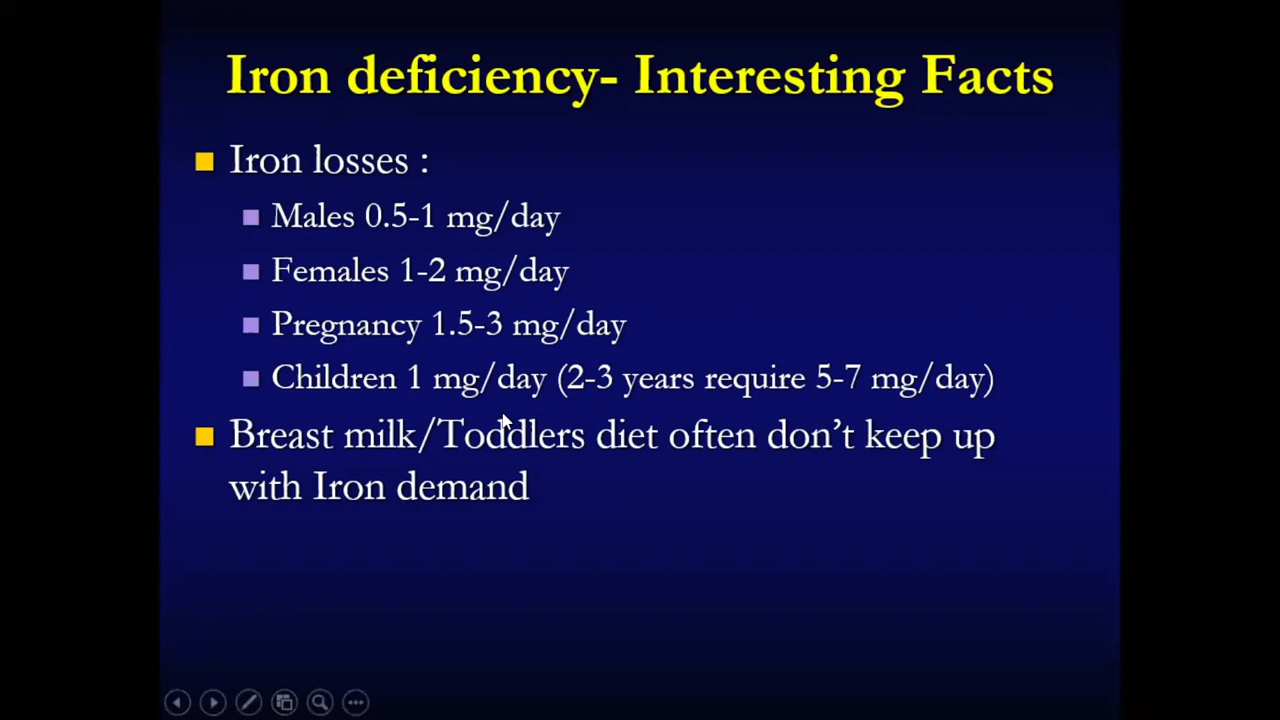 Iron deficiency- Interesting Facts
Iron losses :
Males 0.5-1 mg/day
Females 1-2 mg/day
Pregnancy 1.5-3 mg/day
Children 1 mg/day (2-3 years require 5-7 mg/day)
Breast milk/Toddlers diet often don’t keep up
with Iron demand